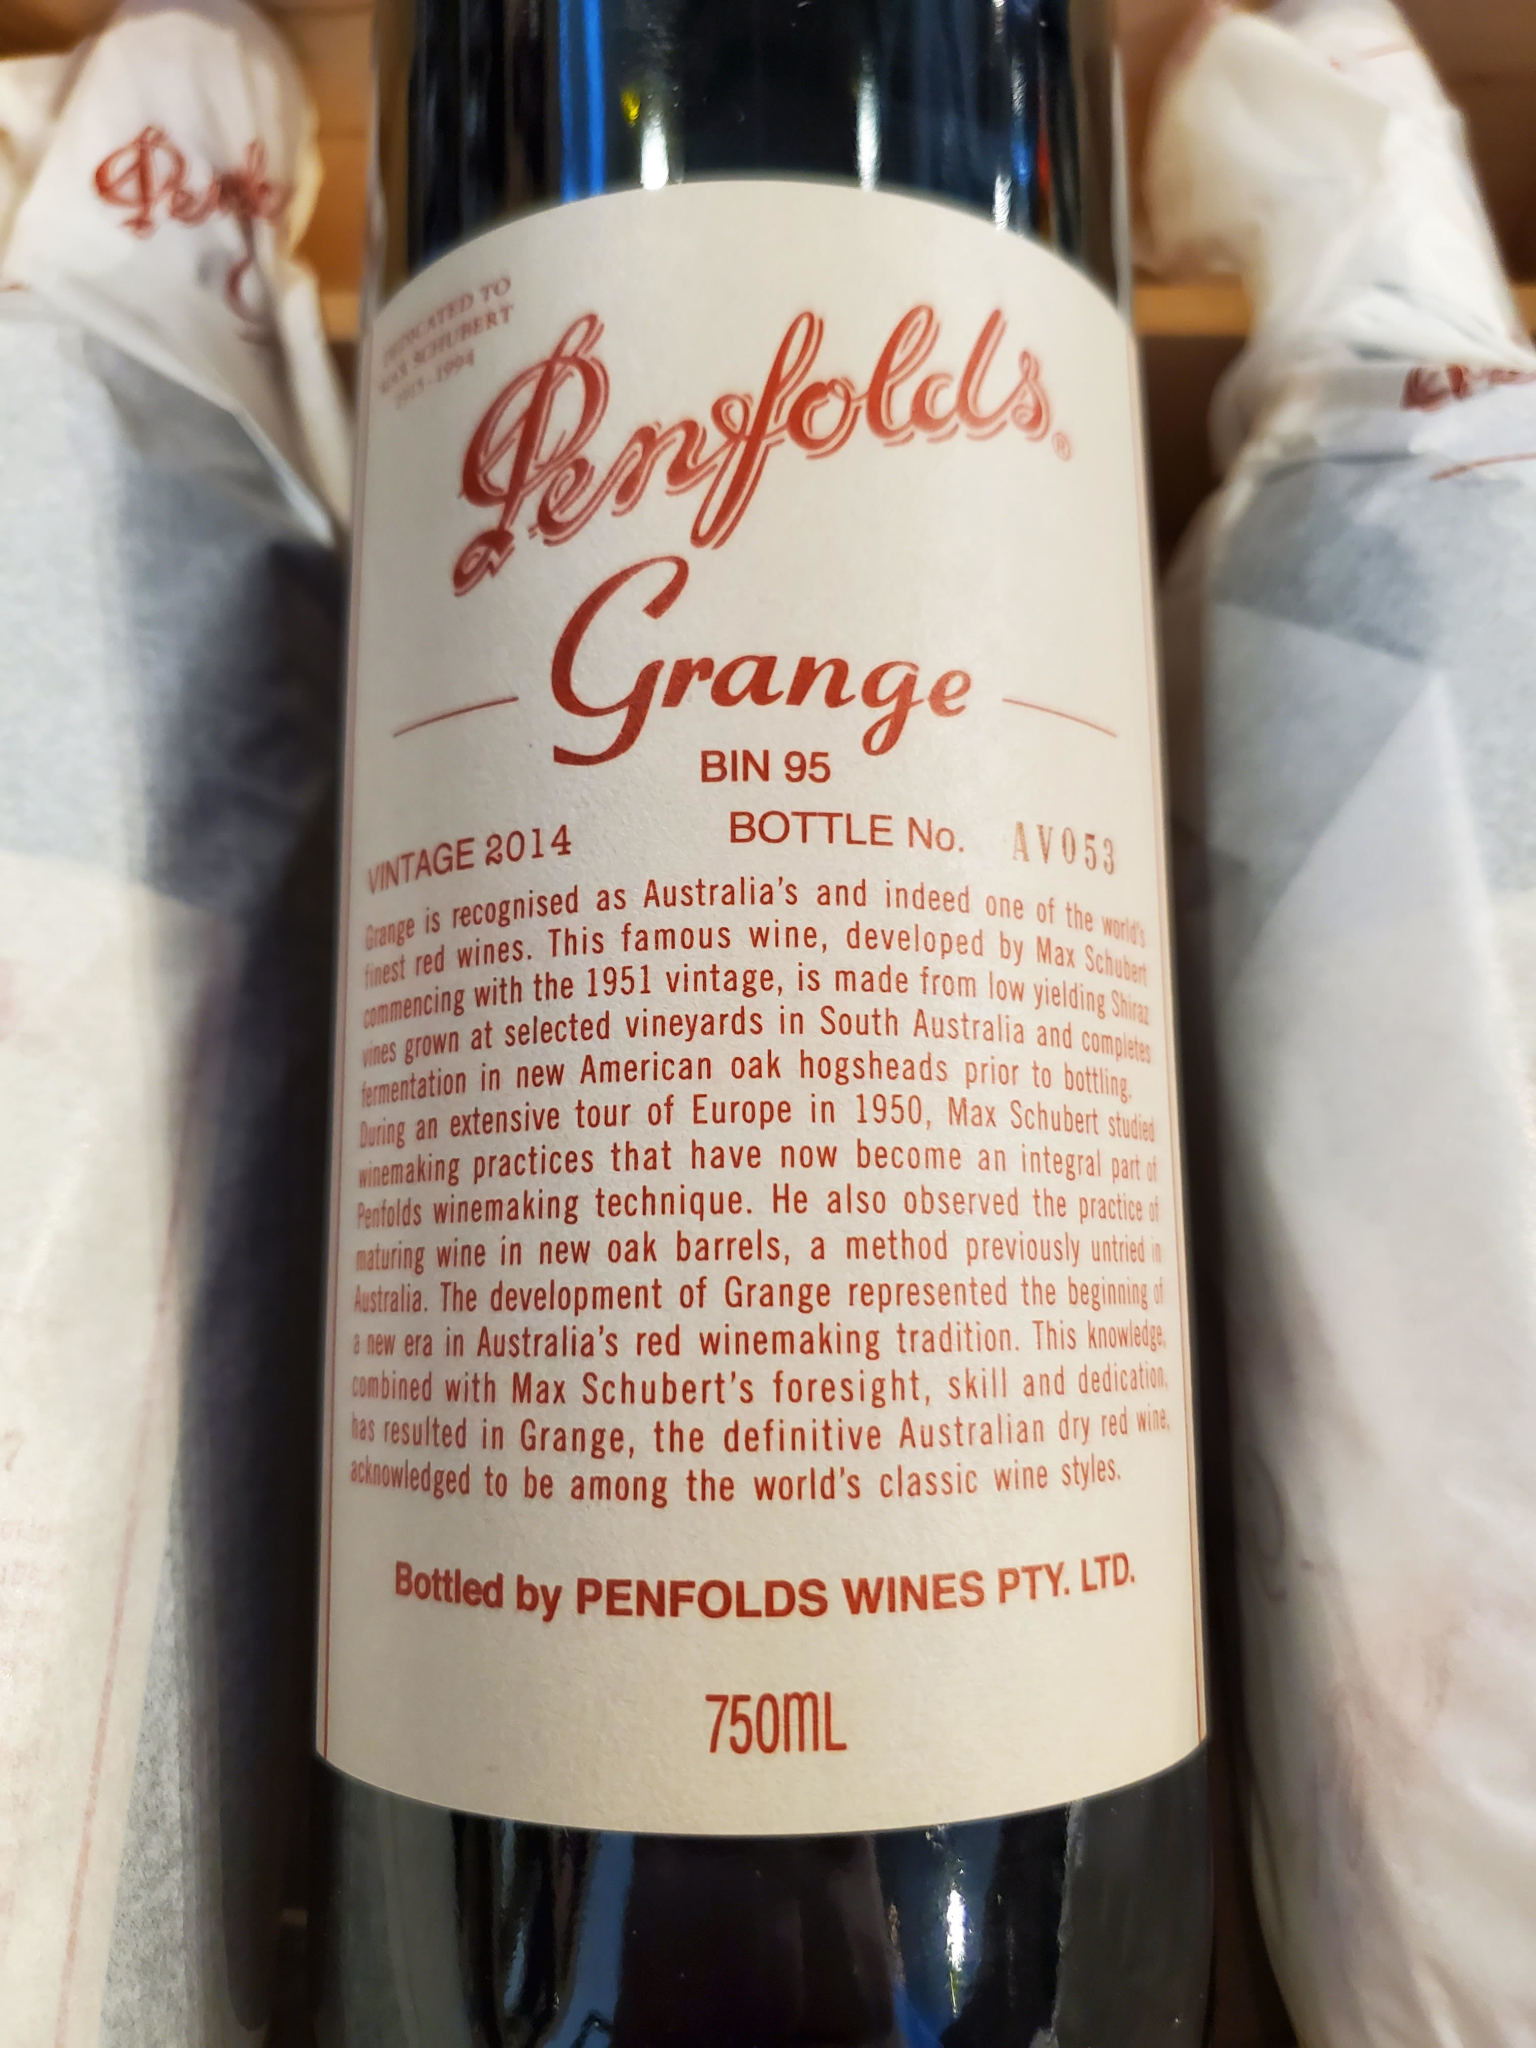 DEDICATED TO
MAX SCHUBERT
1915-1994
Penfolds®
Grange
BIN 95
VINTAGE 2014 BOTTLE No. AV053
Grange is recognised as Australia's and indeed one of the world's
finest red wines. This famous wine, developed by Max Schubert
commencing with the 1951 vintage, is made from low yielding Shiraz
vines grown at selected vineyards in South Australia and completes
fermentation in new American oak hogsheads prior to bottling.
During an extensive tour of Europe in 1950, Max Schubert studied
winemaking practices that have now become an integral part of
Penfolds winemaking technique. He also observed the practice of
maturing wine in new oak barrels, a method previously untried in
Australia. The development of Grange represented the beginning of
a new era in Australia's red winemaking tradition. This knowledge,
combined with Max Schubert's foresight, skill and dedication,
has resulted in Grange, the definitive Australian dry red wine,
acknowledged to be among the world's classic wine styles.
Bottled by PENFOLDS WINES PTY. LTD.
750mL